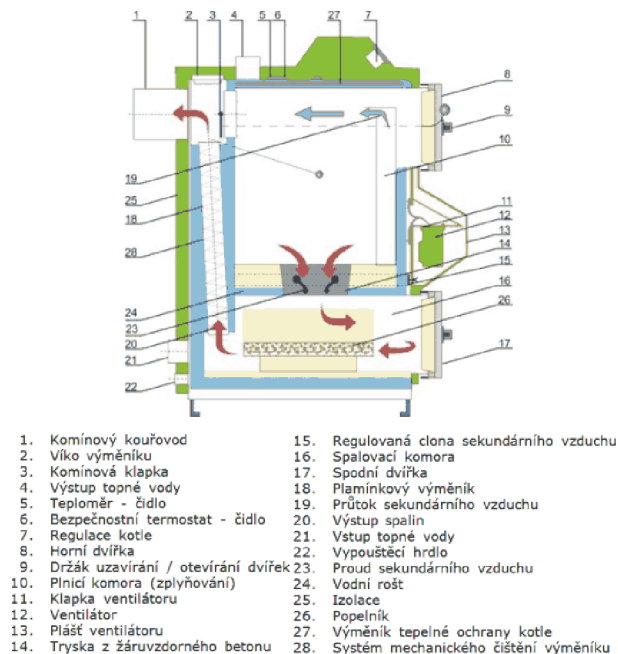 1 2 3 4 5 6 27 7
8
9
10
11
12
13
14
15
16
26
17
19
25
18
28
24
23
20
21
22
1. Komínový kouřovod
2. Víko výměníku
3. Komínová klapka
4. Výstup topné vody
5. Teploměr - čidlo
6. Bezpečnostní termostat - čidlo
7. Regulace kotle
8. Horní dvířka
9. Držák uzavírání / otevírání dvířek
10. Plnicí komora (zplyňování)
11. Klapka ventilátoru
12. Ventilátor
13. Plášť ventilátoru
14. Tryska z žáruvzdorného betonu
15. Regulovaná clona sekundárního vzduchu
16. Spalovací komora
17. Spodní dvířka
18. Plamínkový výměník
19. Průtok sekundárního vzduchu
20. Výstup spalin
21. Vstup topné vody
22. Vypouštěcí hrdlo
23. Proud sekundárního vzduchu
24. Vodní rošt
25. Izolace
26. Popelník
27. Výměník tepelné ochrany kotle
28. Systém mechanického čištění výměníku